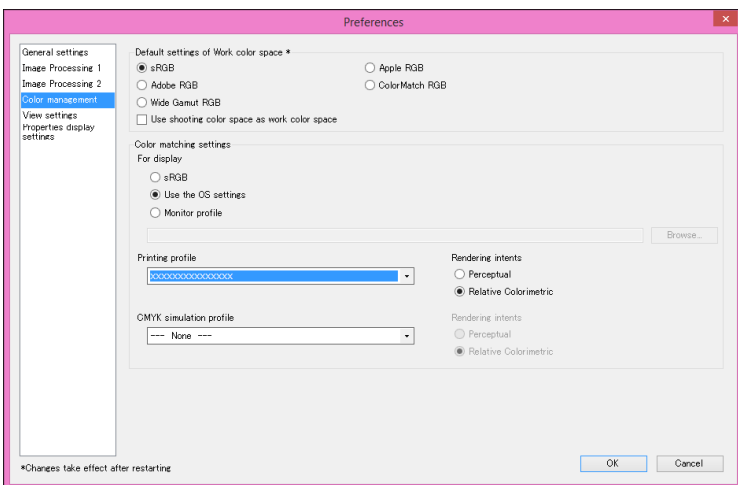 Preferences
General settings
Image Processing 1
Image Processing 2
Color management
View settings
Properties display
settings
Default settings of Work color space *
sRGB
Apple RGB
Adobe RGB
ColorMatch RGB
Wide Gamut RGB
Use shooting color space as work color space
Color matching settings
For display
sRGB
Use the OS settings
Monitor profile
Browse...
Printing profile
Rendering intents
XXXXXXXXXXXXXXX
Perceptual
Relative Colorimetric
CMYK simulation profile
Rendering intents
--- None ---
Perceptual
Relative Colorimetric
*Changes take effect after restarting
OK
Cancel